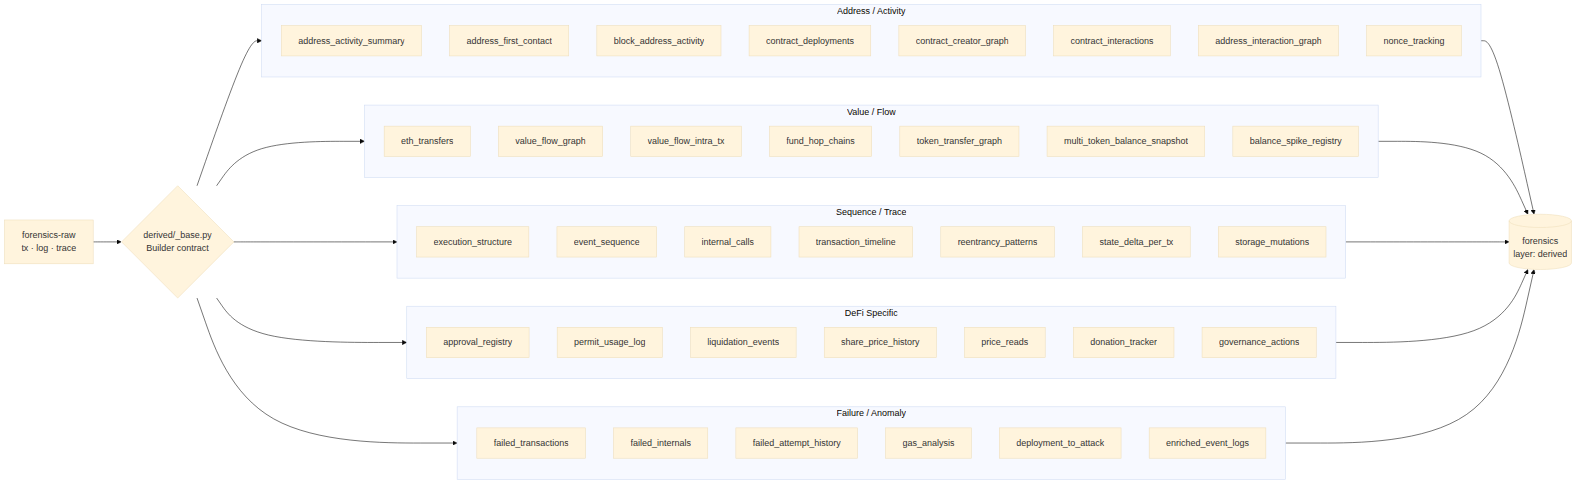 forensics-raw
tx · log · trace
derived/_base.py
Builder contract
Address / Activity
address_activity_summary
address_first_contact
block_address_activity
contract_deployments
contract_creator_graph
contract_interactions
address_interaction_graph
nonce_tracking
Value / Flow
eth_transfers
value_flow_graph
value_flow_intra_tx
fund_hop_chains
token_transfer_graph
multi_token_balance_snapshot
balance_spike_registry
Sequence / Trace
execution_structure
event_sequence
internal_calls
transaction_timeline
reentrancy_patterns
state_delta_per_tx
storage_mutations
DeFi Specific
approval_registry
permit_usage_log
liquidation_events
share_price_history
price_reads
donation_tracker
governance_actions
Failure / Anomaly
failed_transactions
failed_internals
failed_attempt_history
gas_analysis
deployment_to_attack
enriched_event_logs
forensics
layer: derived